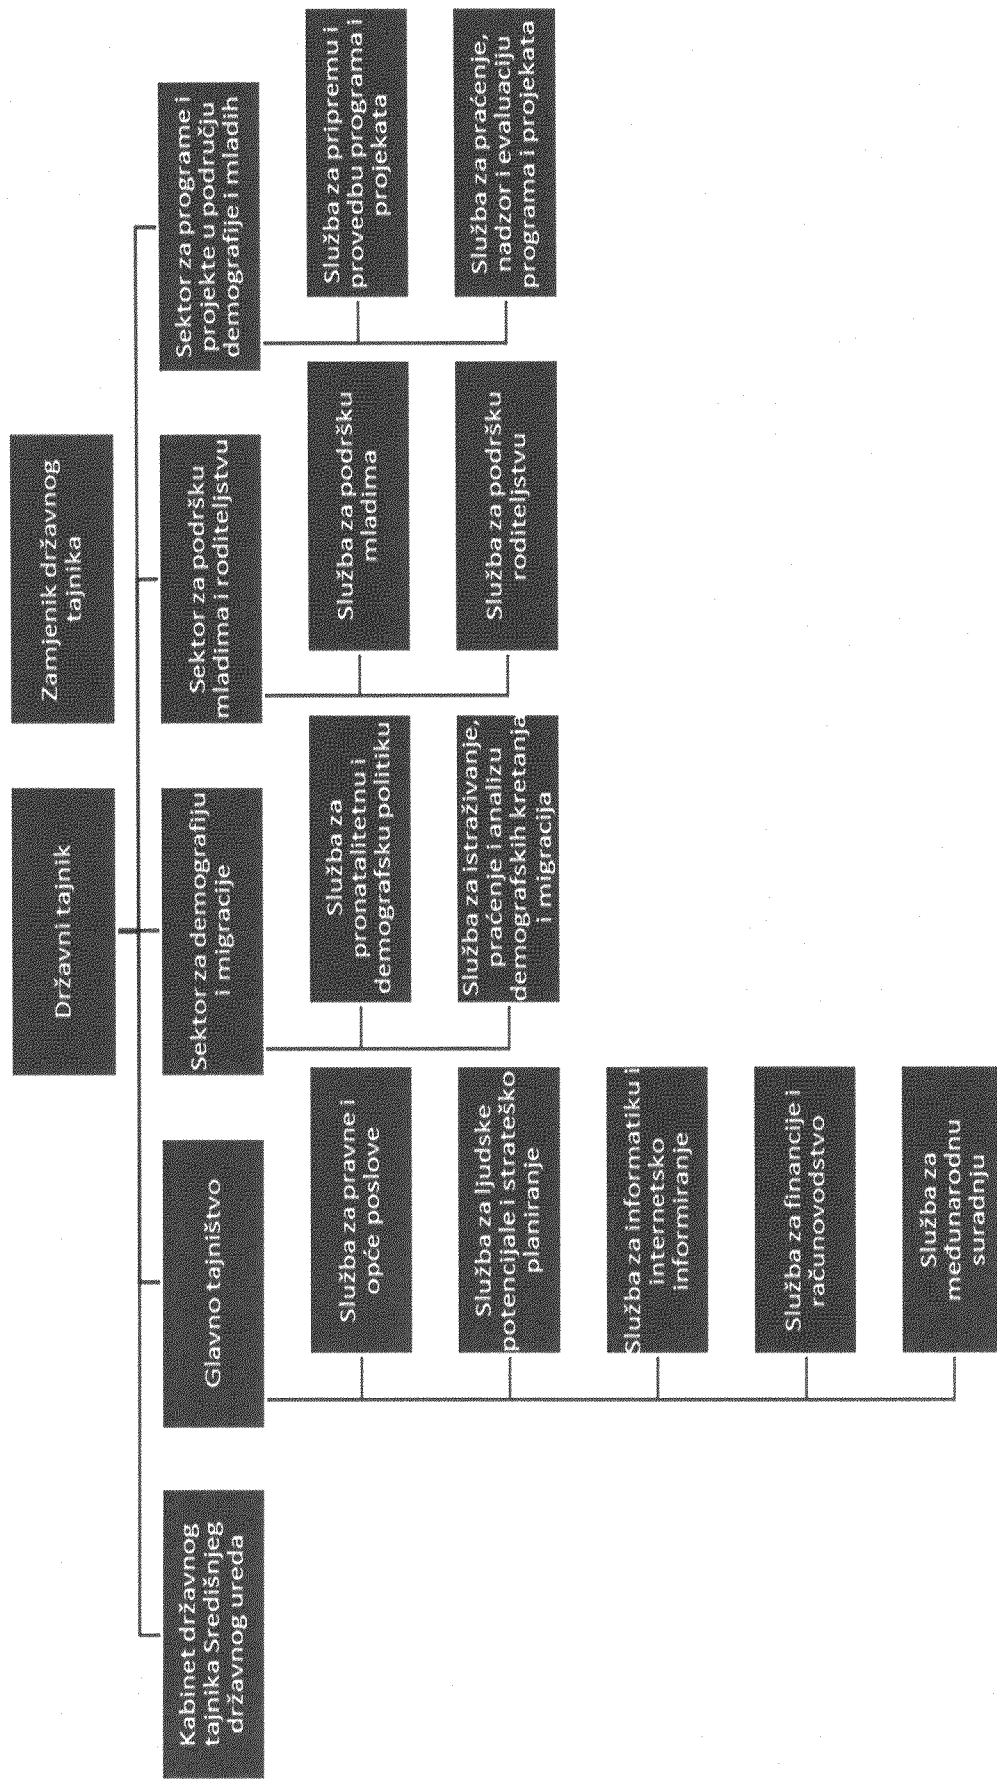 Državni tajnik
Zamjenik državnog
tajnika
Kabinet državnog
tajnika Središnjeg
državnog ureda
Glavno tajništvo
Sektor za demografiju
i migracije
Sektor za podršku
mladima i roditeljstvu
Sektor za programe i
projekte u području
demografije i mladih
Služba za pravne i
opće poslove
Služba za ljudske
potencijale i strateško
planiranje
Služba za informatiku i
internetsko
informiranje
Služba za financije i
računovodstvo
Služba za
međunarodnu
suradnju
Služba za
pronatalitetnu i
demografsku politiku
Služba za istraživanje,
praćenje i analizu
demografskih kretanja
i migracija
Služba za podršku
mladima
Služba za podršku
roditeljstvu
Služba za pripremu i
provedbu programa i
projekata
Služba za praćenje,
nadzor i evaluaciju
programa i projekata